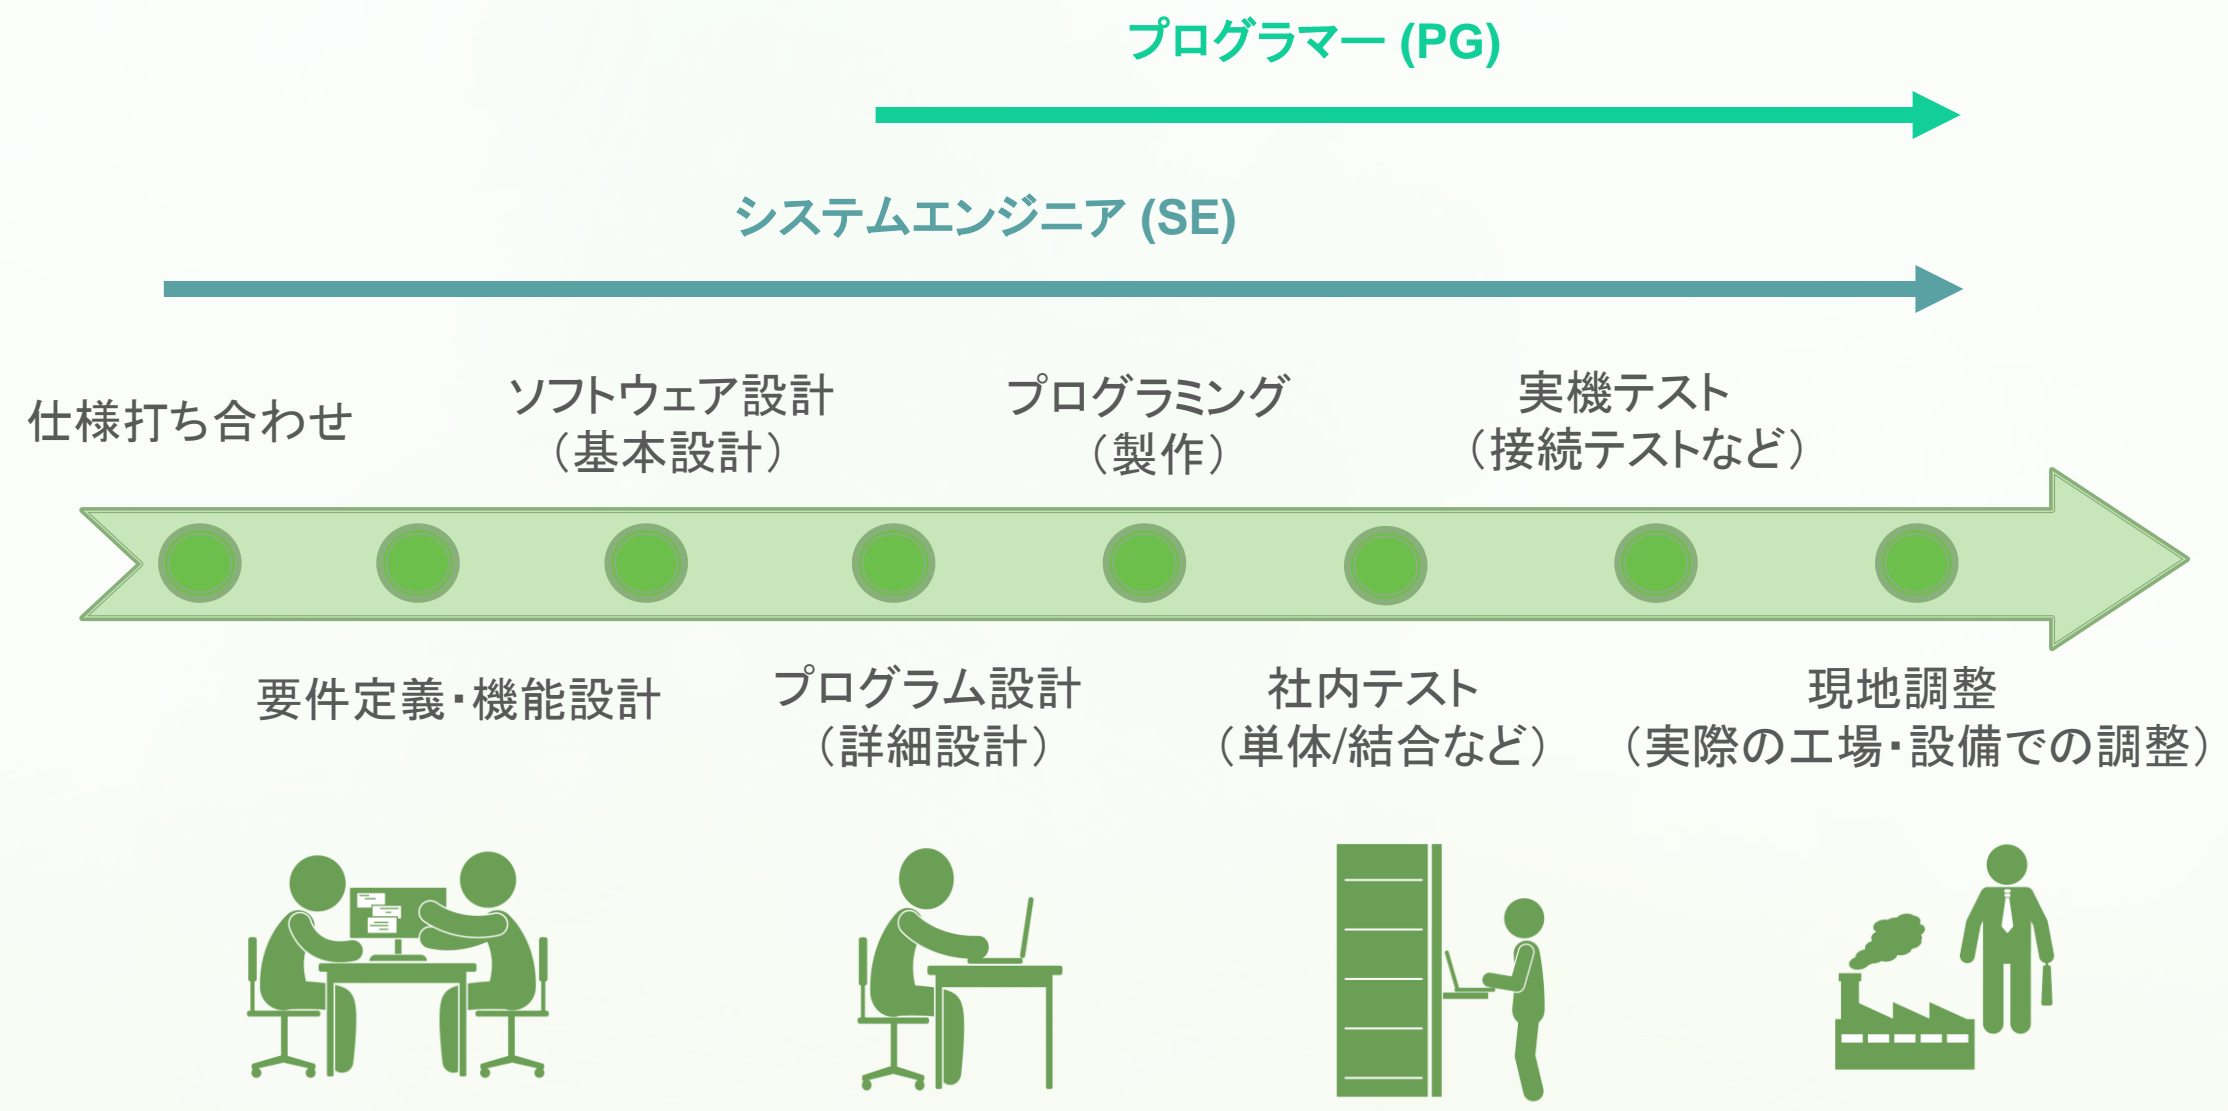 プログラマー (PG)
システムエンジニア (SE)
仕様打ち合わせ
ソフトウェア設計
（基本設計）
プログラミング
（製作）
実機テスト
（接続テストなど）
要件定義・機能設計
プログラム設計
（詳細設計）
社内テスト
（単体/結合など）
現地調整
（実際の工場・設備での調整）